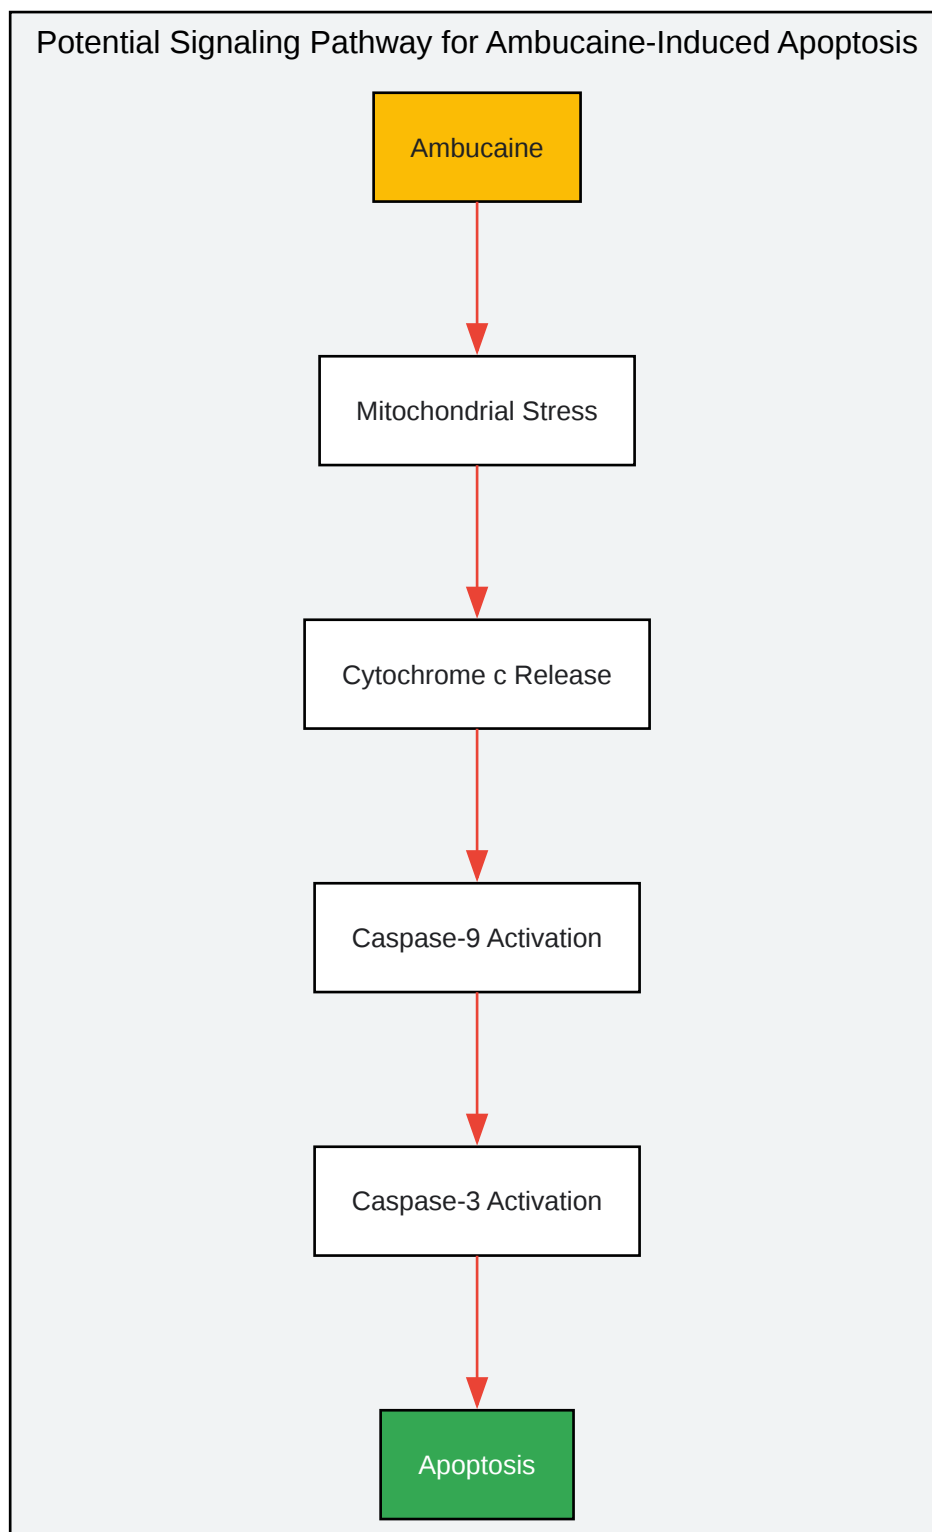 Potential Signaling Pathway for Ambucaine-Induced Apoptosis
Ambucaine
Mitochondrial Stress
Cytochrome c Release
Caspase-9 Activation
Caspase-3 Activation
Apoptosis